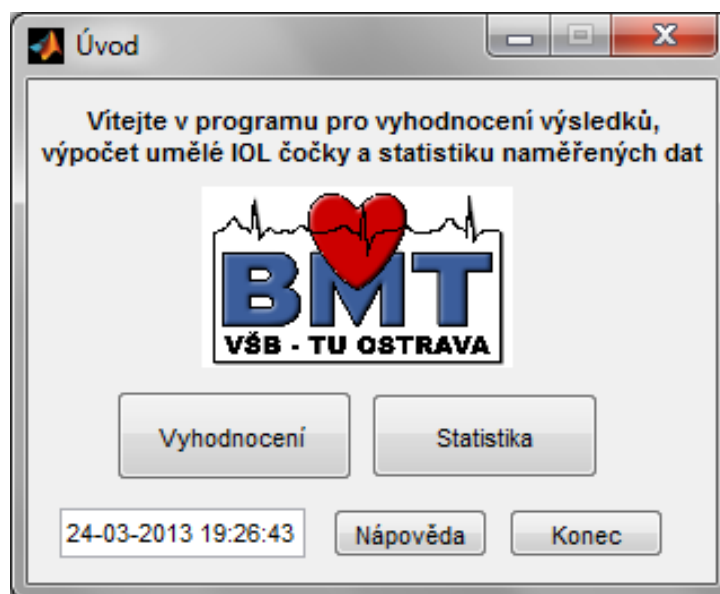 Úvod
Vítejte v programu pro vyhodnocení výsledků,
výpočet umělé IOL čočky a statistiku naměřených dat
BMT
VŠB - TU OSTRAVA
Vyhodnocení
Statistika
24-03-2013 19:26:43
Nápověda
Konec